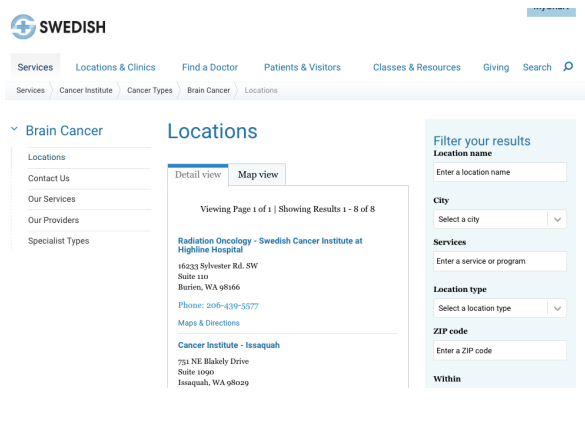 SWEDISH
Services
Locations & Clinics
Find a Doctor
Patients & Visitors
Classes & Resources
Giving
Search
Services
Cancer Institute
Cancer Types
Brain Cancer
Locations
Brain Cancer
Locations
Contact Us
Our Services
Our Providers
Specialist Types
Locations
Detail view
Map view
Viewing Page 1 of 1 | Showing Results 1 - 8 of 8
Radiation Oncology - Swedish Cancer Institute at
Highline Hospital
16233 Sylvester Rd. SW
Suite 110
Burien, WA 98166
Phone: 206-439-5577
Maps & Directions
Cancer Institute - Issaquah
751 NE Blakely Drive
Suite 1090
Issaquah, WA 98029
Filter your results
Location name
Enter a location name
City
Select a city
Services
Enter a service or program
Location type
Select a location type
ZIP code
Enter a ZIP code
Within